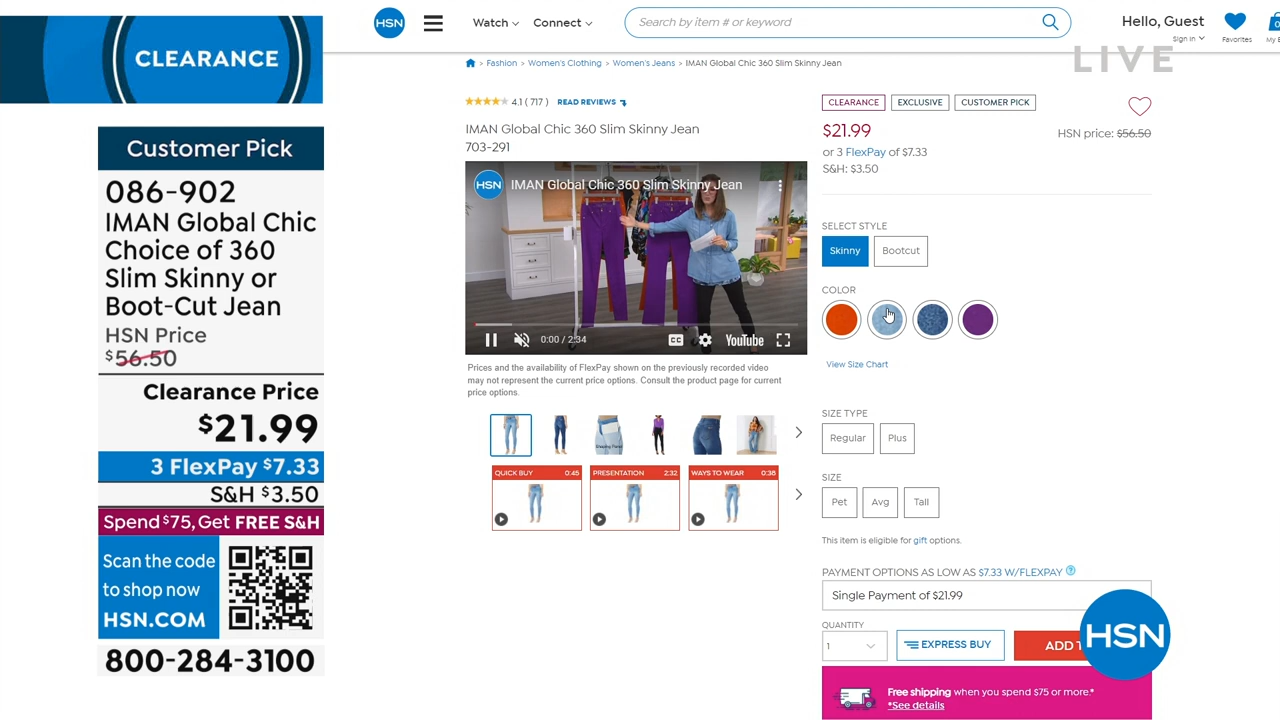 CLEARANCE
Customer Pick
086-902
IMAN Global Chic
Choice of 360
Slim Skinny or
Boot-Cut Jean
HSN Price
$56.50
Clearance Price
$21.99
3 FlexPay $7.33
S&H $3.50
Spend $75, Get FREE S&H
Scan the code
to shop now
HSN.COM
800-284-3100
HSN
Watch
Connect
Search by item # or keyword
Hello, Guest
Sign In
Favorites
0
LIVE
> Fashion > Women's Clothing > Women's Jeans > IMAN Global Chic 360 Slim Skinny Jean
4.1 ( 717 ) READ REVIEWS
IMAN Global Chic 360 Slim Skinny Jean
703-291
HSN IMAN Global Chic 360 Slim Skinny Jean
0:00 / 2:34
CC
YouTube
Prices and the availability of FlexPay shown on the previously recorded video
may not represent the current price options. Consult the product page for current
price options.
QUICK BUY 0:45
PRESENTATION 2:32
WAYS TO WEAR 0:38
CLEARANCE
EXCLUSIVE
CUSTOMER PICK
$21.99
HSN price: $56.50
or 3 FlexPay of $7.33
S&H: $3.50
SELECT STYLE
Skinny
Bootcut
COLOR
View Size Chart
SIZE TYPE
Regular
Plus
SIZE
Pet
Avg
Tall
This item is eligible for gift options.
PAYMENT OPTIONS AS LOW AS $7.33 W/FLEXPAY ?
Single Payment of $21.99
QUANTITY
1
EXPRESS BUY
ADD
HSN
Free shipping when you spend $75 or more.*
*See details